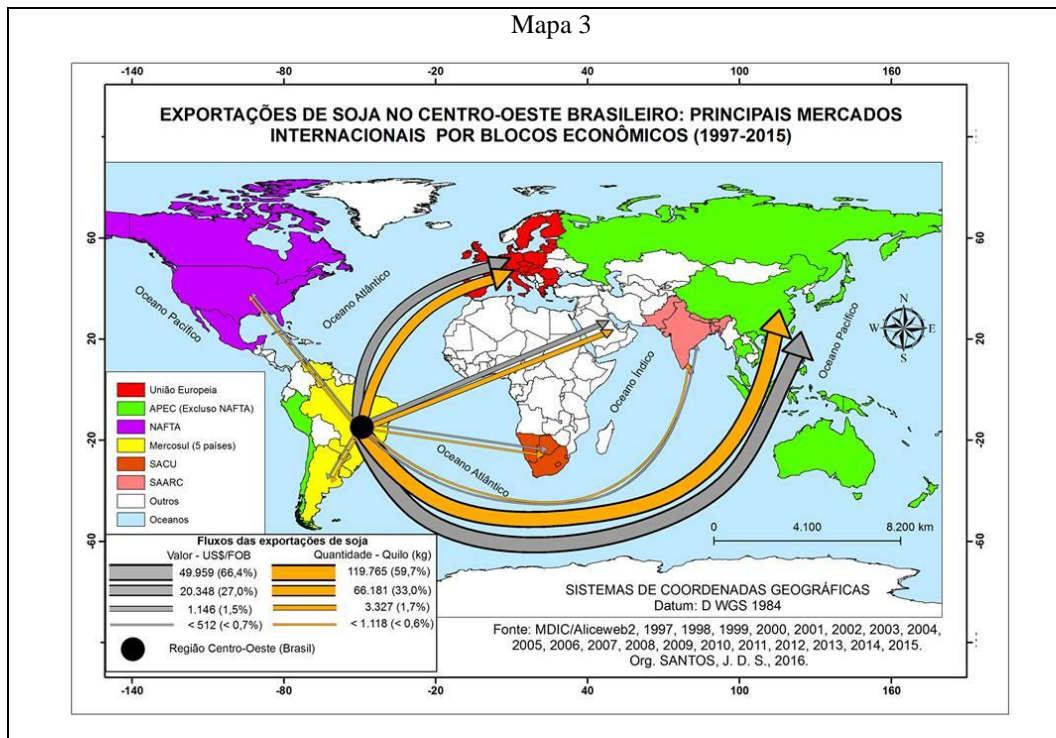 Mapa 3
-140
-80
-20
40
100
160
EXPORTAÇÕES DE SOJA NO CENTRO-OESTE BRASILEIRO: PRINCIPAIS MERCADOS
INTERNACIONAIS POR BLOCOS ECONÔMICOS (1997-2015)
60
20
-20
-60
60
20
-20
-60
Oceano Pacífico
Oceano Atlântico
Oceano Atlântico
Oceano Índico
Oceano Pacífico
N
W
E
S
União Europeia
APEC (Excluso NAFTA)
NAFTA
Mercosul (5 países)
SACU
SAARC
Outros
Oceanos
0
4.100
8.200 km
Fluxos das exportações de soja
Valor - US$/FOB
Quantidade - Quilo (kg)
49.959 (66,4%)
119.765 (59,7%)
20.348 (27,0%)
66.181 (33,0%)
1.146 (1,5%)
3.327 (1,7%)
< 512 (< 0,7%)
< 1.118 (< 0,6%)
Região Centro-Oeste (Brasil)
SISTEMAS DE COORDENADAS GEOGRÁFICAS
Datum: D WGS 1984
Fonte: MDIC/Aliceweb2, 1997, 1998, 1999, 2000, 2001, 2002, 2003, 2004,
2005, 2006, 2007, 2008, 2009, 2010, 2011, 2012, 2013, 2014, 2015.
Org. SANTOS, J. D. S., 2016.
-140
-80
-20
40
100
160